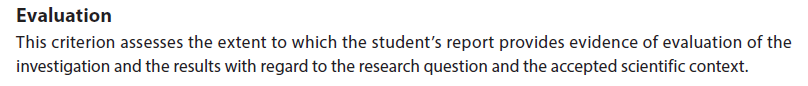 Evaluation
This criterion assesses the extent to which the student’s report provides evidence of evaluation of the
investigation and the results with regard to the research question and the accepted scientific context.